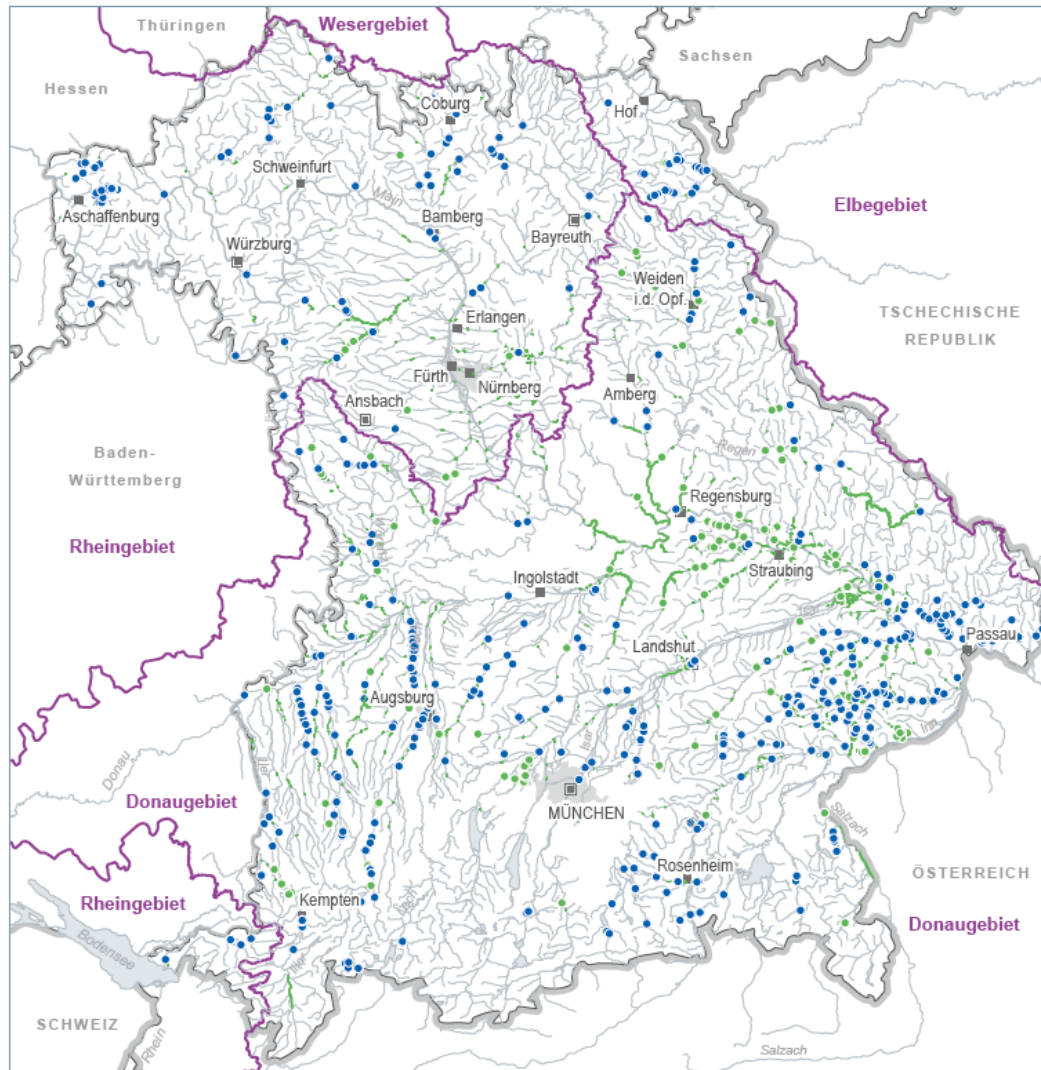 Thüringen
Wesergebiet
Sachsen
Hessen
Coburg
Hof
Schweinfurt
Main
Aschaffenburg
Elbegebiet
Bamberg
Bayreuth
Würzburg
Weiden
i.d. Opf.
TSCHECHISCHE
REPUBLIK
Erlangen
Fürth
Nürnberg
Amberg
Ansbach
Baden-
Württemberg
Regen
Regensburg
Rheingebiet
Straubing
Ingolstadt
Landshut
Passau
Augsburg
Inn
Isar
Donau
Iller
MÜNCHEN
Donaugebiet
Salzach
ÖSTERREICH
Rosenheim
Rheingebiet
Kempten
Lech
Donaugebiet
Bodensee
Iller
SCHWEIZ
Rhein
Salzach